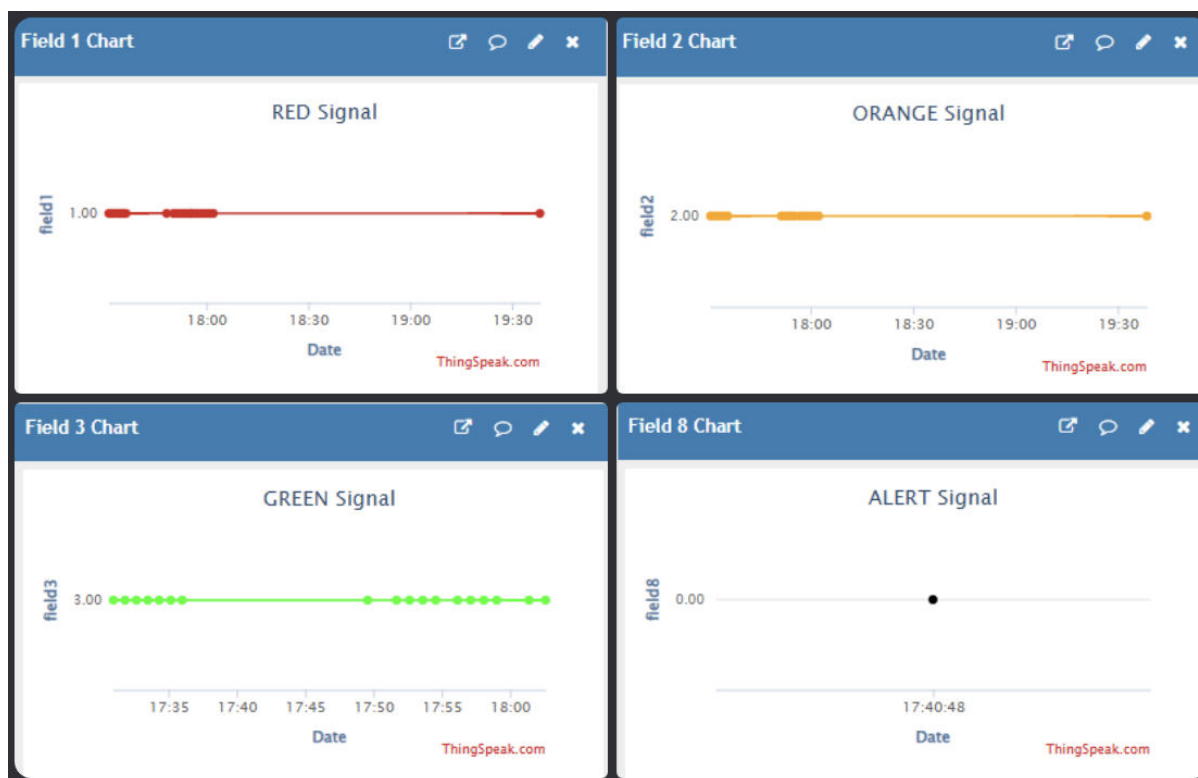 Field 1 Chart
RED Signal
field1
1.00
18:00 18:30 19:00 19:30
Date
ThingSpeak.com
Field 2 Chart
ORANGE Signal
field2
2.00
18:00 18:30 19:00 19:30
Date
ThingSpeak.com
Field 3 Chart
GREEN Signal
field3
3.00
17:35 17:40 17:45 17:50 17:55 18:00
Date
ThingSpeak.com
Field 8 Chart
ALERT Signal
field8
0.00
17:40:48
Date
ThingSpeak.com